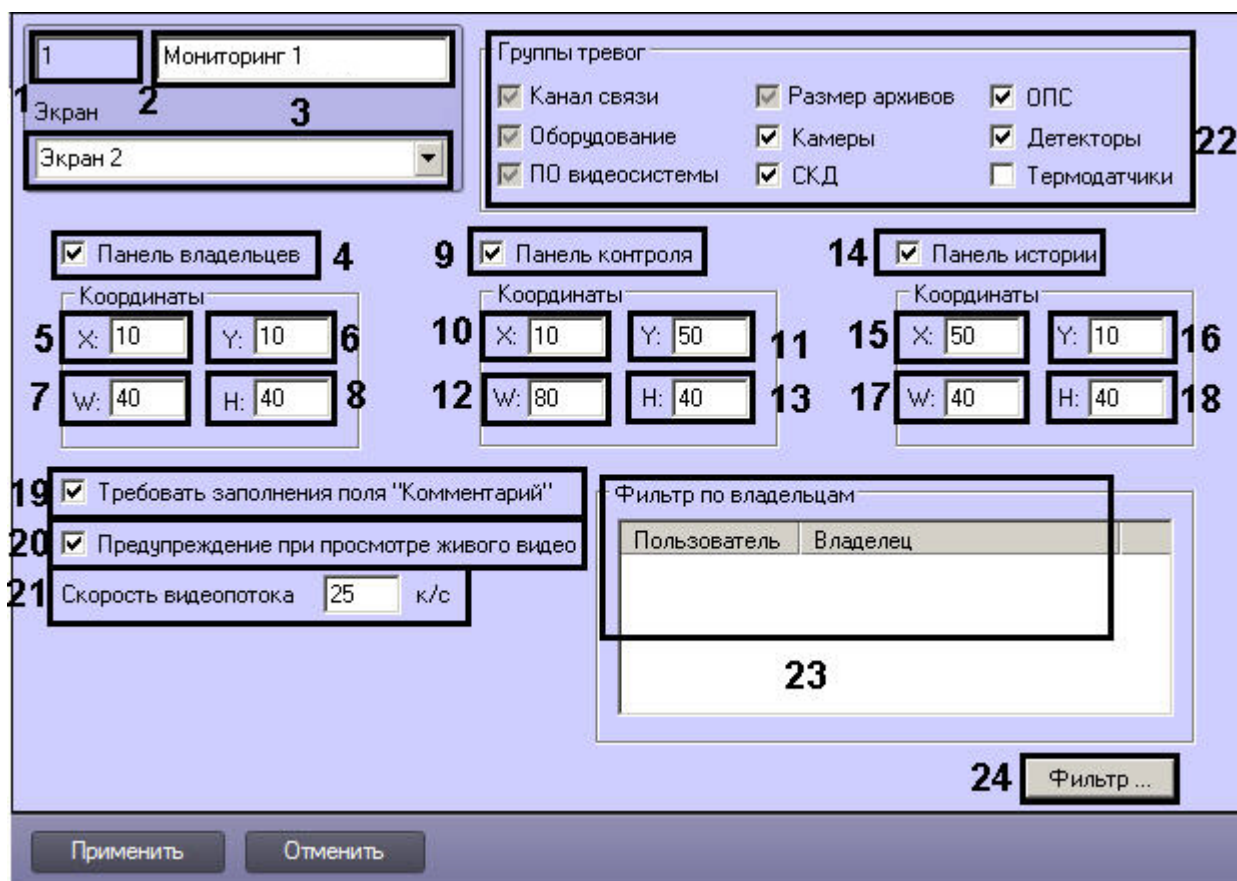 1 Мониторинг 1
1 2 3
Экран
Экран 2
Группы тревог
Канал связи Размер архивов ОПС
Оборудование Камеры Детекторы
ПО видеосистемы СКД Термодатчики
22
Панель владельцев 4 9 Панель контроля 14 Панель истории
Координаты Координаты Координаты
5 X: 10 Y: 10 6 10 X: 10 Y: 50 11 15 X: 50 Y: 10 16
7 W: 40 H: 40 8 12 W: 80 H: 40 13 17 W: 40 H: 40 18
19 Требовать заполнения поля "Комментарий"
20 Предупреждение при просмотре живого видео
21 Скорость видеопотока 25 к/с
Фильтр по владельцам
Пользователь Владелец
23
24 Фильтр ...
Применить Отменить